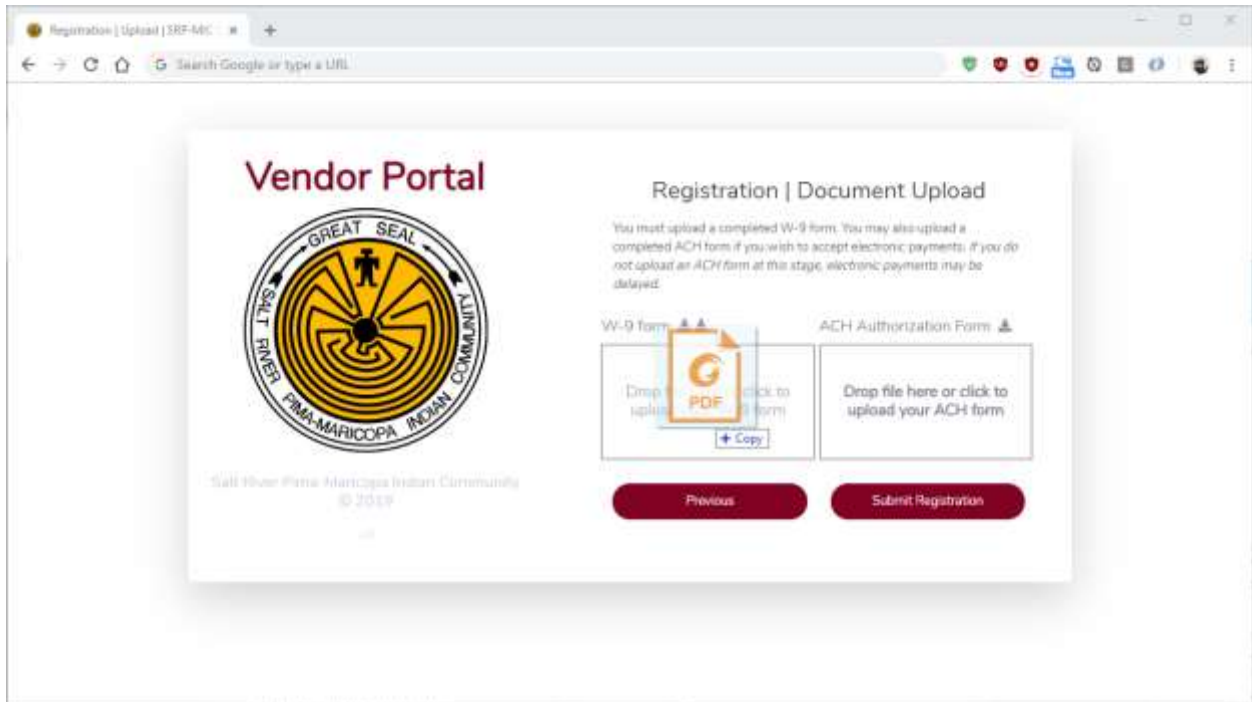 Registration | Upload | SRP-MIC
Search Google or type a URL
Vendor Portal
GREAT SEAL
SALT RIVER PIMA-MARICOPA INDIAN COMMUNITY
Salt River Pima-Maricopa Indian Community
© 2019
Registration | Document Upload
You must upload a completed W-9 form. You may also upload a
completed ACH form if you wish to accept electronic payments. If you do
not upload an ACH form at this stage, electronic payments may be
delayed.
W-9 form
ACH Authorization Form
Drop click to
form
PDF
+ Copy
Drop file here or click to
upload your ACH form
Previous
Submit Registration